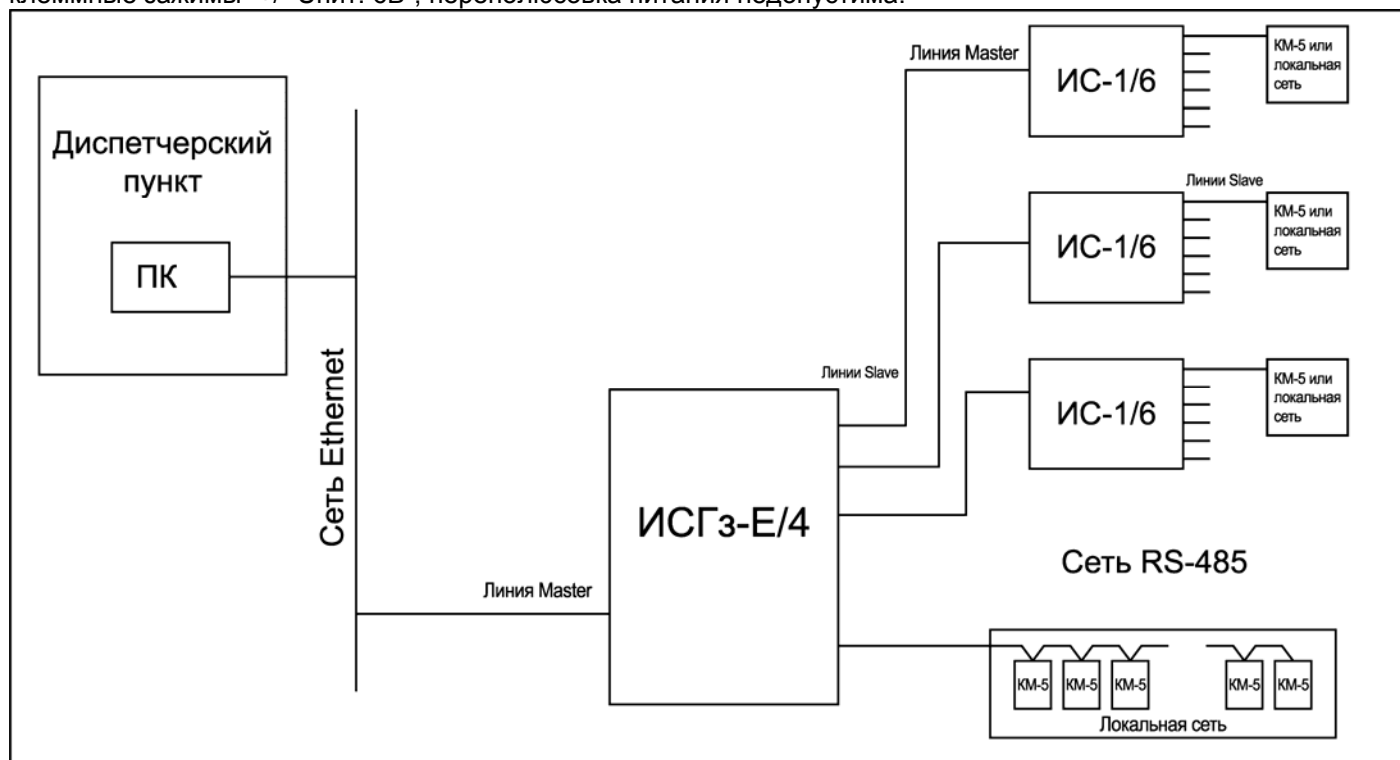 Линия Master
ИС-1/6
КМ-5 или
локальная
сеть
Диспетчерский
пункт
ПК
Сеть Ethernet
Линии Slave
ИС-1/6
КМ-5 или
локальная
сеть
Линии Slave
ИС-1/6
КМ-5 или
локальная
сеть
ИСГз-Е/4
Сеть RS-485
Линия Master
КМ-5 КМ-5 КМ-5 КМ-5 КМ-5
Локальная сеть